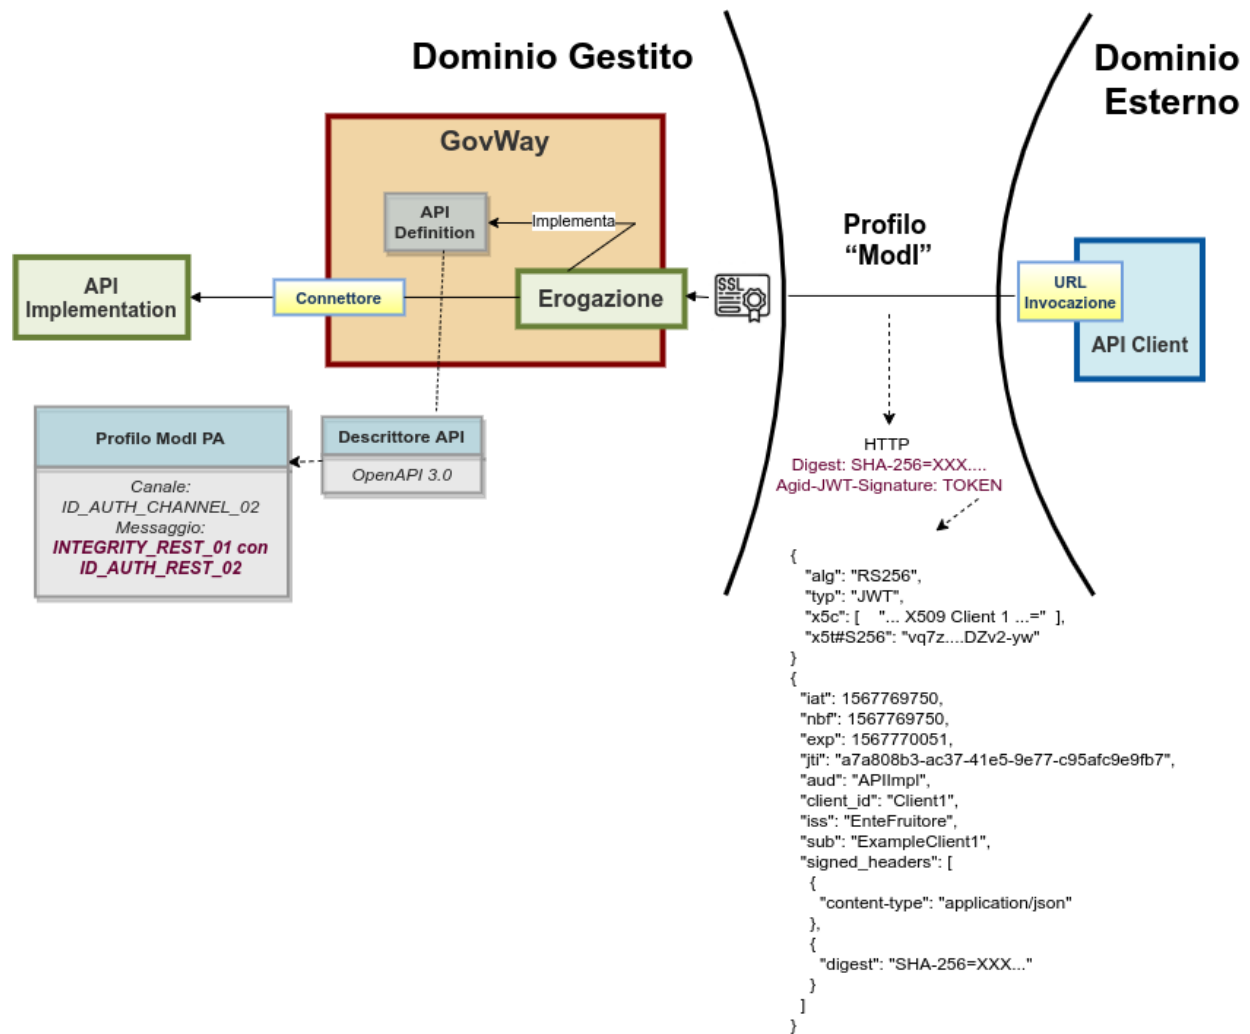 Dominio Gestito
Dominio
Esterno
GovWay
API
Definition
Implementa
Profilo
“ModI”
API
Implementation
Connettore
Erogazione
SSL
URL
Invocazione
API Client
Profilo ModI PA
Canale:
ID_AUTH_CHANNEL_02
Messaggio:
INTEGRITY_REST_01 con
ID_AUTH_REST_02
Descrittore API
OpenAPI 3.0
HTTP
Digest: SHA-256=XXX....
Agid-JWT-Signature: TOKEN
{
"alg": "RS256",
"typ": "JWT",
"x5c": [ "... X509 Client 1 ...=" ],
"x5t#S256": "vq7z....DZv2-yw"
}
{
"iat": 1567769750,
"nbf": 1567769750,
"exp": 1567770051,
"jti": "a7a808b3-ac37-41e5-9e77-c95afc9e9fb7",
"aud": "APIImpl",
"client_id": "Client1",
"iss": "EnteFruitore",
"sub": "ExampleClient1",
"signed_headers": [
{
"content-type": "application/json"
},
{
"digest": "SHA-256=XXX..."
}
]
}